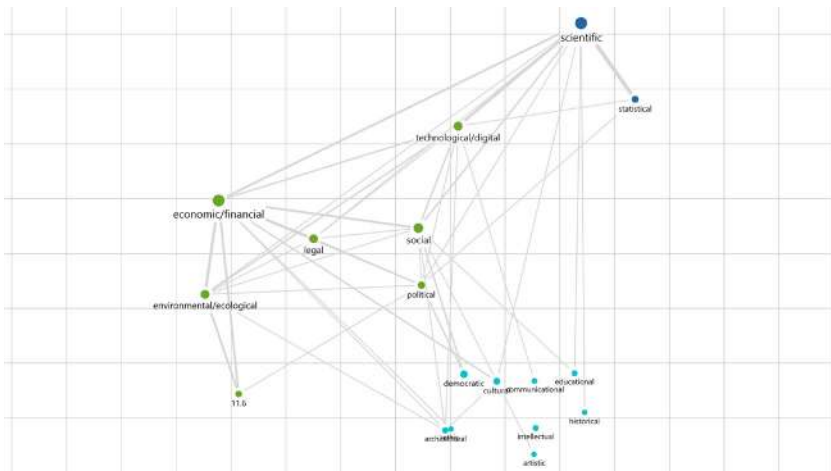 scientific
statistical
technological/digital
economic/financial
social
legal
political
environmental/ecological
democratic
cultural
communicational
educational
11.6
historical
architectural
intellectual
artistic